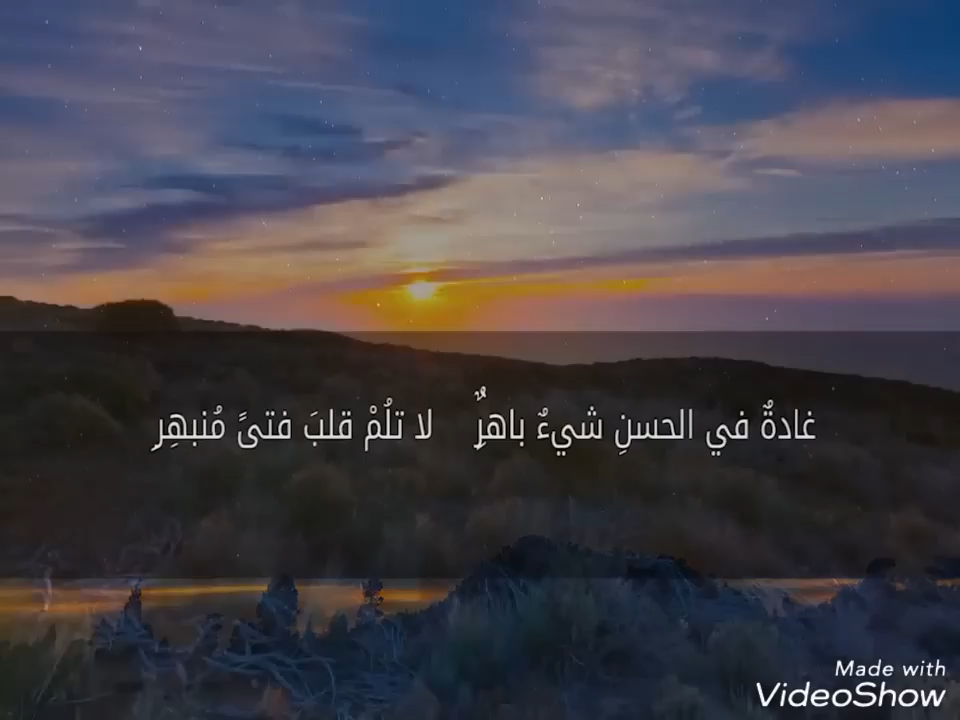 غادةٌ في الحسنِ شيءٌ باهرٌ لا تلُمْ قلبَ فتىً مُنبهِرِ
Made with
VideoShow